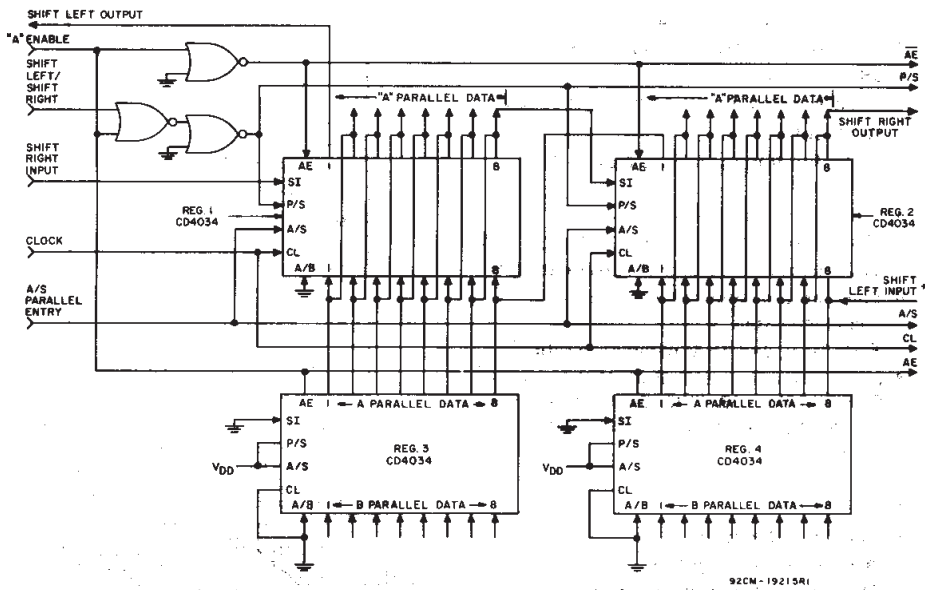 SHIFT LEFT OUTPUT
"A" ENABLE
SHIFT
LEFT/
SHIFT
RIGHT
SHIFT
RIGHT
INPUT
CLOCK
A/S
PARALLEL
ENTRY
AE
P/S
"A" PARALLEL DATA
"A" PARALLEL DATA
SHIFT RIGHT
OUTPUT
AE 1 8
SI
P/S
A/S
CL
A/B 1 8
REG. 1
CD4034
AE 1 8
SI
P/S
A/S
CL
A/B 1 8
REG. 2
CD4034
SHIFT
LEFT INPUT *
A/S
CL
AE
AE 1 A PARALLEL DATA 8
SI
P/S
A/S
CL
A/B 1 B PARALLEL DATA 8
REG. 3
CD4034
VDD
AE 1 A PARALLEL DATA 8
SI
P/S
A/S
CL
A/B 1 B PARALLEL DATA 8
REG. 4
CD4034
VDD
92CM-19215R1